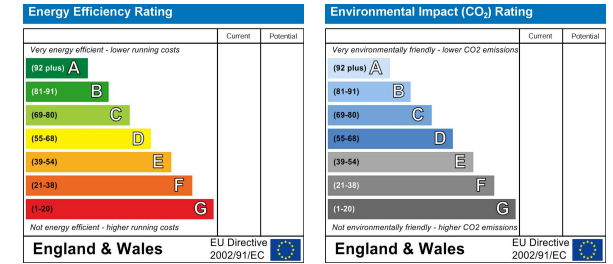 Energy Efficiency Rating
Current Potential
Very energy efficient - lower running costs
(92 plus) A
(81-91) B
(69-80) C
(55-68) D
(39-54) E
(21-38) F
(1-20) G
Not energy efficient - higher running costs
England & Wales
EU Directive
2002/91/EC
Environmental Impact (CO₂) Rating
Current Potential
Very environmentally friendly - lower CO2 emissions
(92 plus) A
(81-91) B
(69-80) C
(55-68) D
(39-54) E
(21-38) F
(1-20) G
Not environmentally friendly - higher CO2 emissions
England & Wales
EU Directive
2002/91/EC